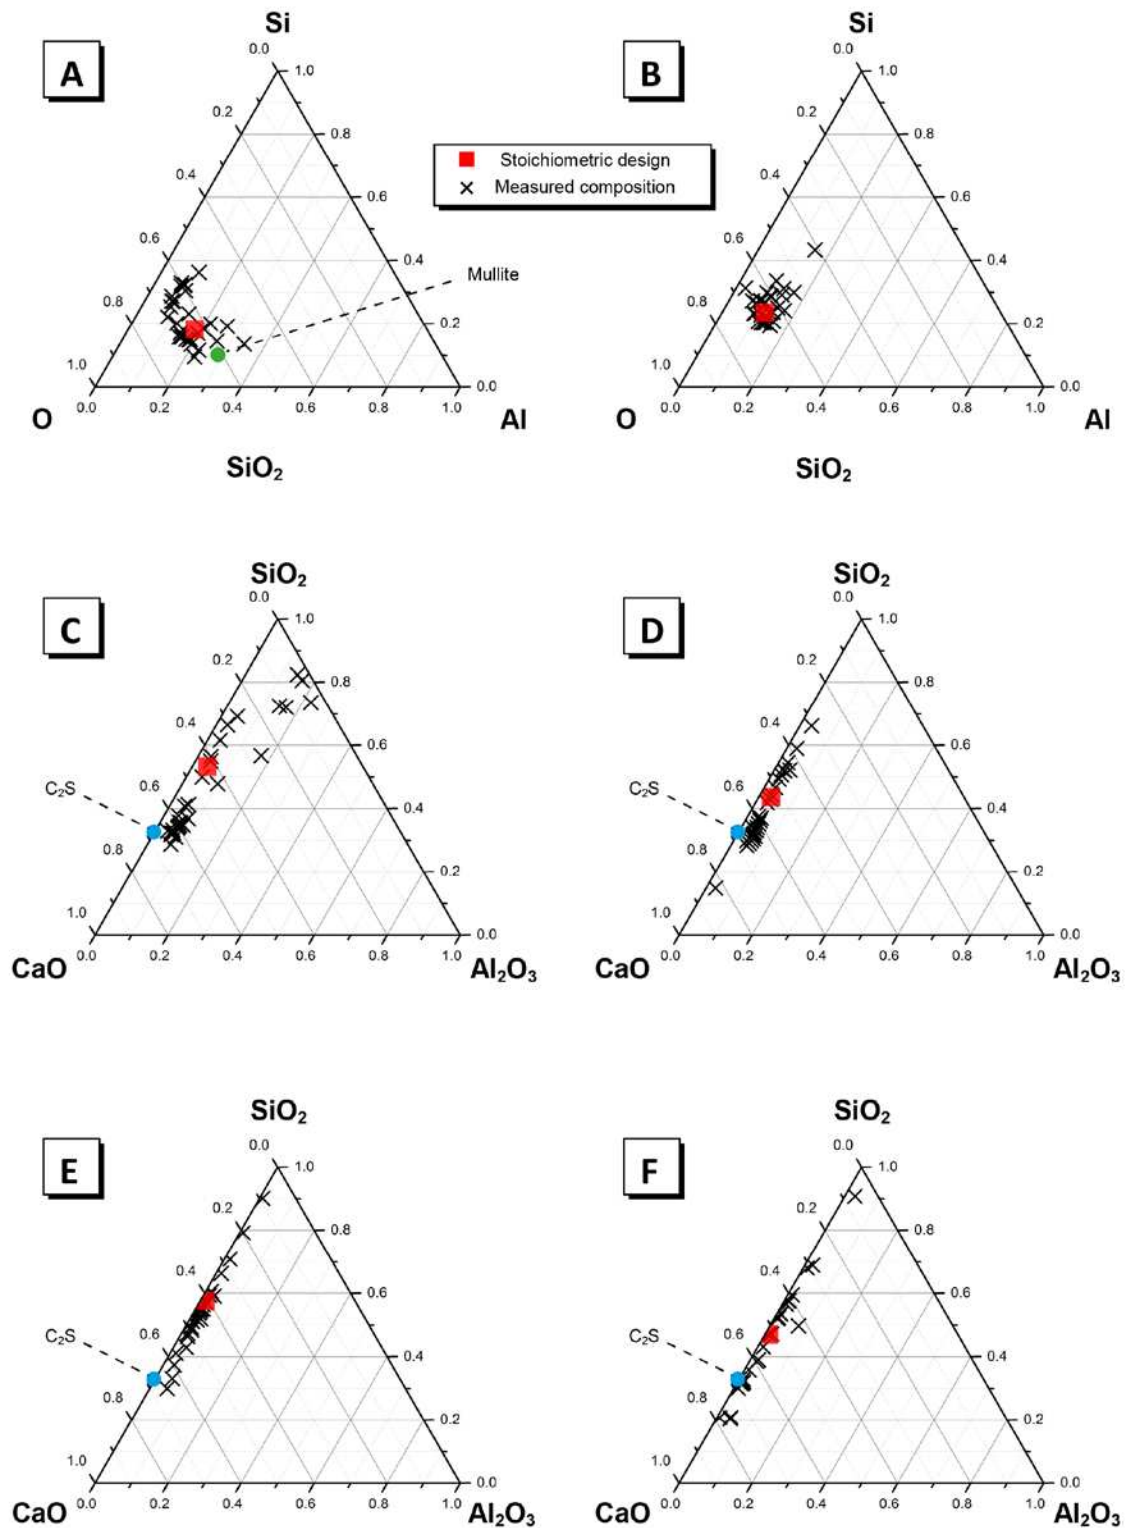 Si
Si
A
B
0.0
1.0
0.0
1.0
0.2
0.8
0.2
0.8
Stoichiometric design
Measured composition
0.4
0.6
0.4
0.6
0.6
0.4
0.6
0.4
Mullite
0.8
0.2
0.8
0.2
1.0
0.0
1.0
0.0
0.0 0.2 0.4 0.6 0.8 1.0
0.0 0.2 0.4 0.6 0.8 1.0
O Al
O Al
SiO₂
SiO₂
SiO₂
SiO₂
C
D
0.0
1.0
0.0
1.0
0.2
0.8
0.2
0.8
0.4
0.6
0.4
0.6
C₂S
0.6
0.4
C₂S
0.6
0.4
0.8
0.2
0.8
0.2
1.0
0.0
1.0
0.0
CaO 0.0 0.2 0.4 0.6 0.8 1.0 Al₂O₃
CaO 0.0 0.2 0.4 0.6 0.8 1.0 Al₂O₃
SiO₂
SiO₂
E
F
0.0
1.0
0.0
1.0
0.2
0.8
0.2
0.8
0.4
0.6
0.4
0.6
C₂S
0.6
0.4
C₂S
0.6
0.4
0.8
0.2
0.8
0.2
1.0
0.0
1.0
0.0
CaO 0.0 0.2 0.4 0.6 0.8 1.0 Al₂O₃
CaO 0.0 0.2 0.4 0.6 0.8 1.0 Al₂O₃